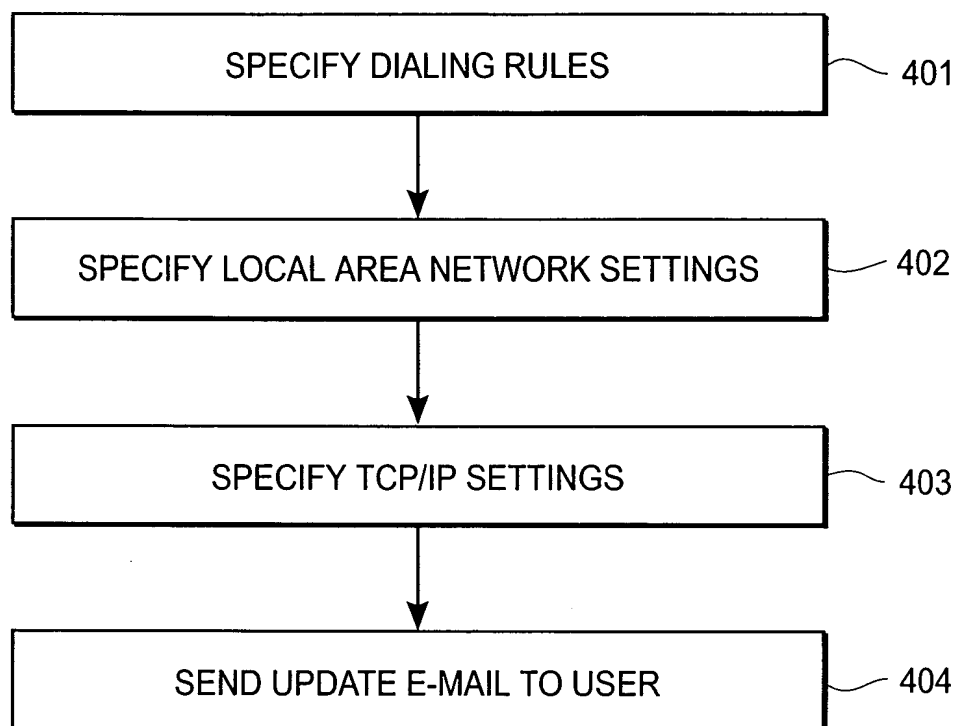 SPECIFY DIALING RULES
401
SPECIFY LOCAL AREA NETWORK SETTINGS
402
SPECIFY TCP/IP SETTINGS
403
SEND UPDATE E-MAIL TO USER
404